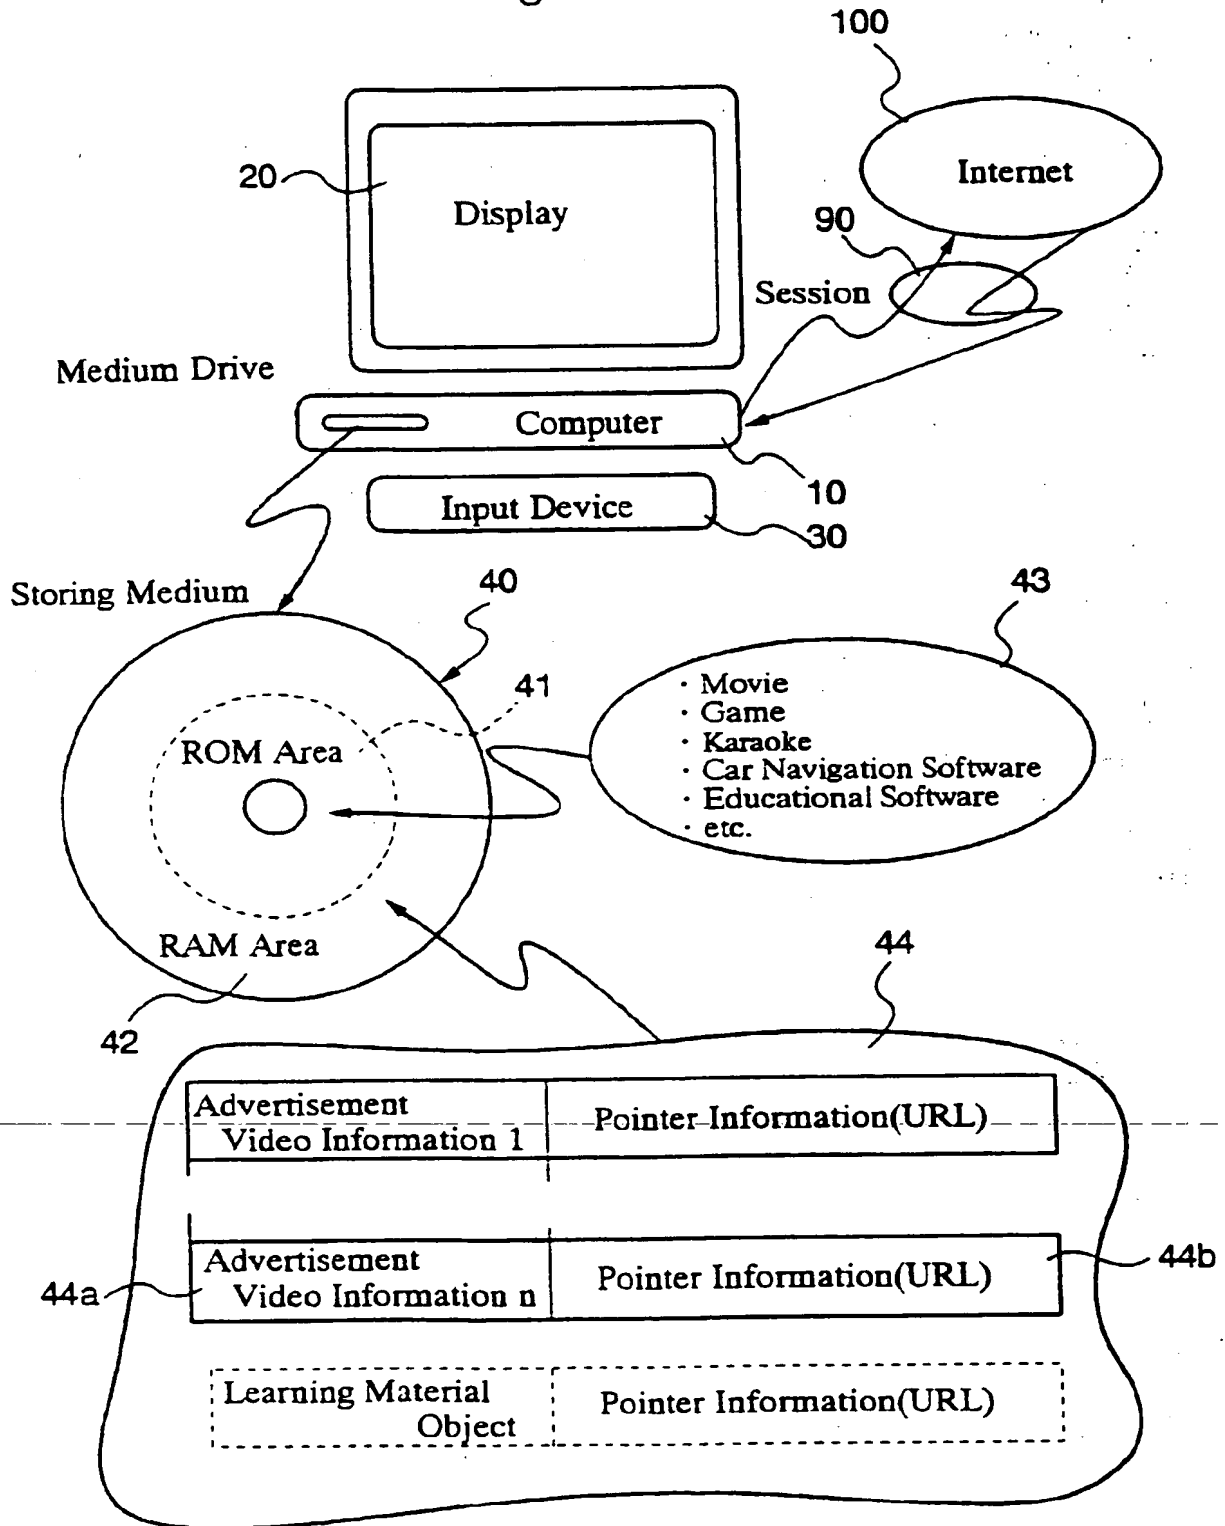 100
20
Display
Internet
90
Session
Medium Drive
Computer
10
Input Device
30
Storing Medium
40
43
41
ROM Area
· Movie
· Game
· Karaoke
· Car Navigation Software
· Educational Software
· etc.
RAM Area
42
44
Advertisement
Video Information 1
Pointer Information(URL)
Advertisement
Video Information n
Pointer Information(URL)
44a
44b
Learning Material
Object
Pointer Information(URL)